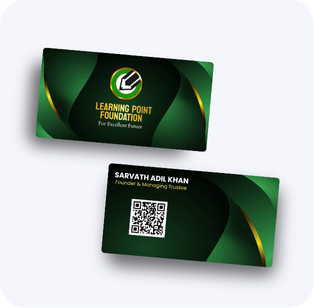 LEARNING POINT
FOUNDATION
For Excellent Future
SARVATH ADIL KHAN
Founder & Managing Trustee